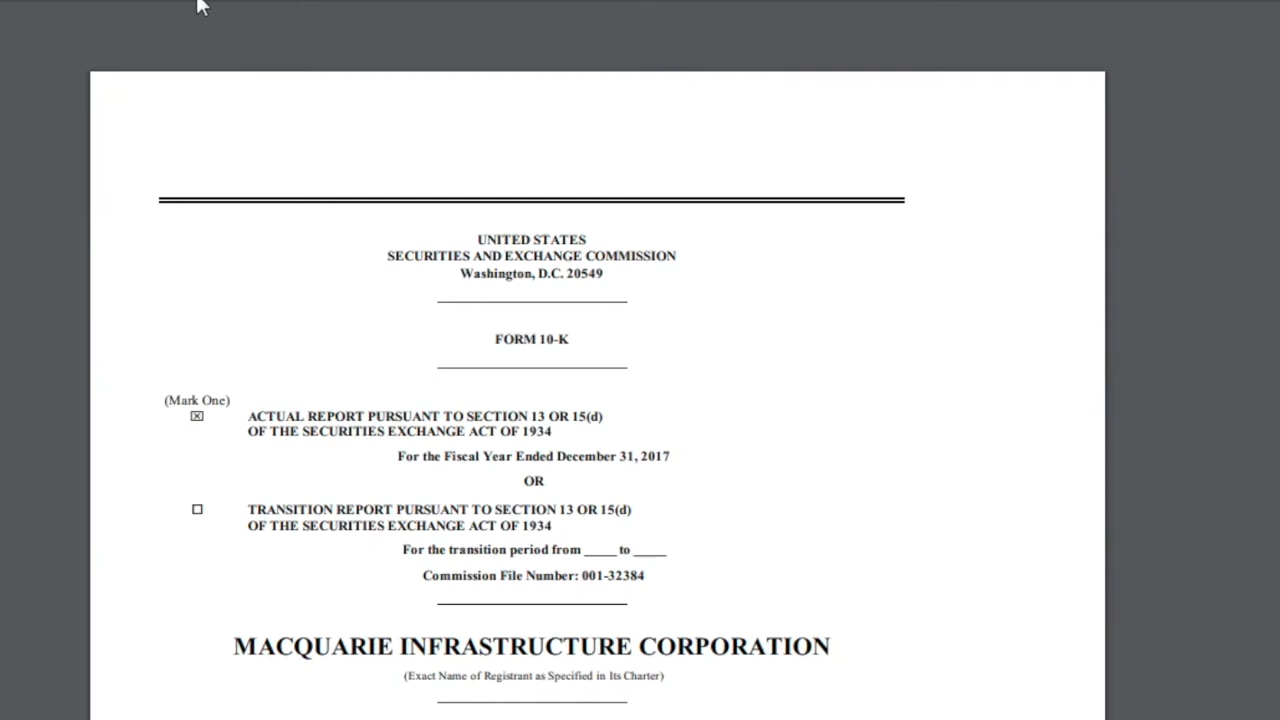 UNITED STATES
SECURITIES AND EXCHANGE COMMISSION
Washington, D.C. 20549
FORM 10-K
(Mark One)
☒ ACTUAL REPORT PURSUANT TO SECTION 13 OR 15(d)
OF THE SECURITIES EXCHANGE ACT OF 1934
For the Fiscal Year Ended December 31, 2017
OR
☐ TRANSITION REPORT PURSUANT TO SECTION 13 OR 15(d)
OF THE SECURITIES EXCHANGE ACT OF 1934
For the transition period from _____ to _____
Commission File Number: 001-32384
MACQUARIE INFRASTRUCTURE CORPORATION
(Exact Name of Registrant as Specified in Its Charter)